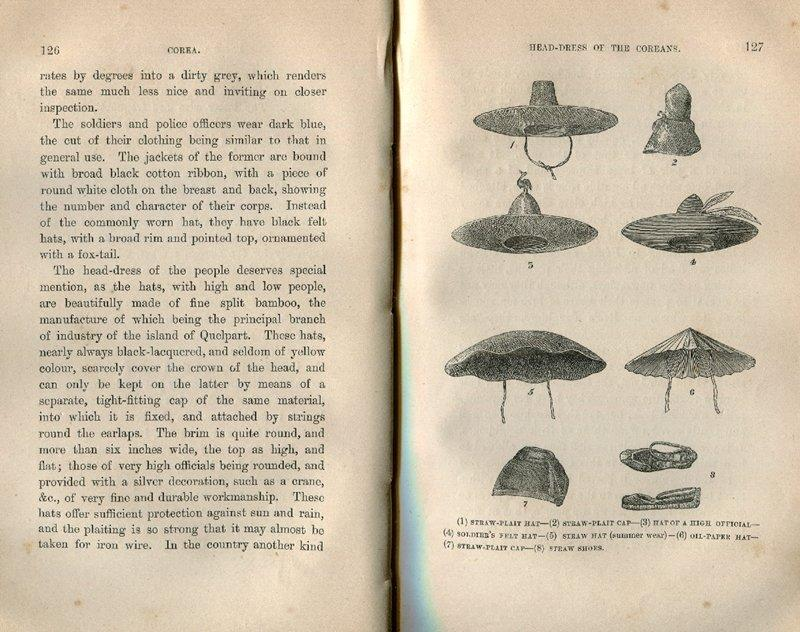 126
COREA.
rates by degrees into a dirty grey, which renders
the same much less nice and inviting on closer
inspection.
The soldiers and police officers wear dark blue,
the cut of their clothing being similar to that in
general use. The jackets of the former are bound
with broad black cotton ribbon, with a piece of
round white cloth on the breast and back, showing
the number and character of their corps. Instead
of the commonly worn hat, they have black felt
hats, with a broad rim and pointed top, ornamented
with a fox-tail.
The head-dress of the people deserves special
mention, as the hats, with high and low people,
are beautifully made of fine split bamboo, the
manufacture of which being the principal branch
of industry of the island of Quelpart. These hats,
nearly always black-lacquered, and seldom of yellow
colour, scarcely cover the crown of the head, and
can only be kept on the latter by means of a
separate, tight-fitting cap of the same material,
into which it is fixed, and attached by strings
round the earlaps. The brim is quite round, and
more than six inches wide, the top as high, and
flat; those of very high officials being rounded, and
provided with a silver decoration, such as a crane,
&c., of very fine and durable workmanship. These
hats offer sufficient protection against sun and rain,
and the plaiting is so strong that it may almost be
taken for iron wire. In the country another kind
HEAD-DRESS OF THE COREANS.
127
1
2
3
4
5
6
7
8
(1) STRAW-PLAIT HAT—(2) STRAW-PLAIT CAP—(3) HAT OF A HIGH OFFICIAL—
(4) SOLDIER'S FELT HAT—(5) STRAW HAT (summer wear)—(6) OIL-PAPER HAT—
(7) STRAW-PLAIT CAP—(8) STRAW SHOES.